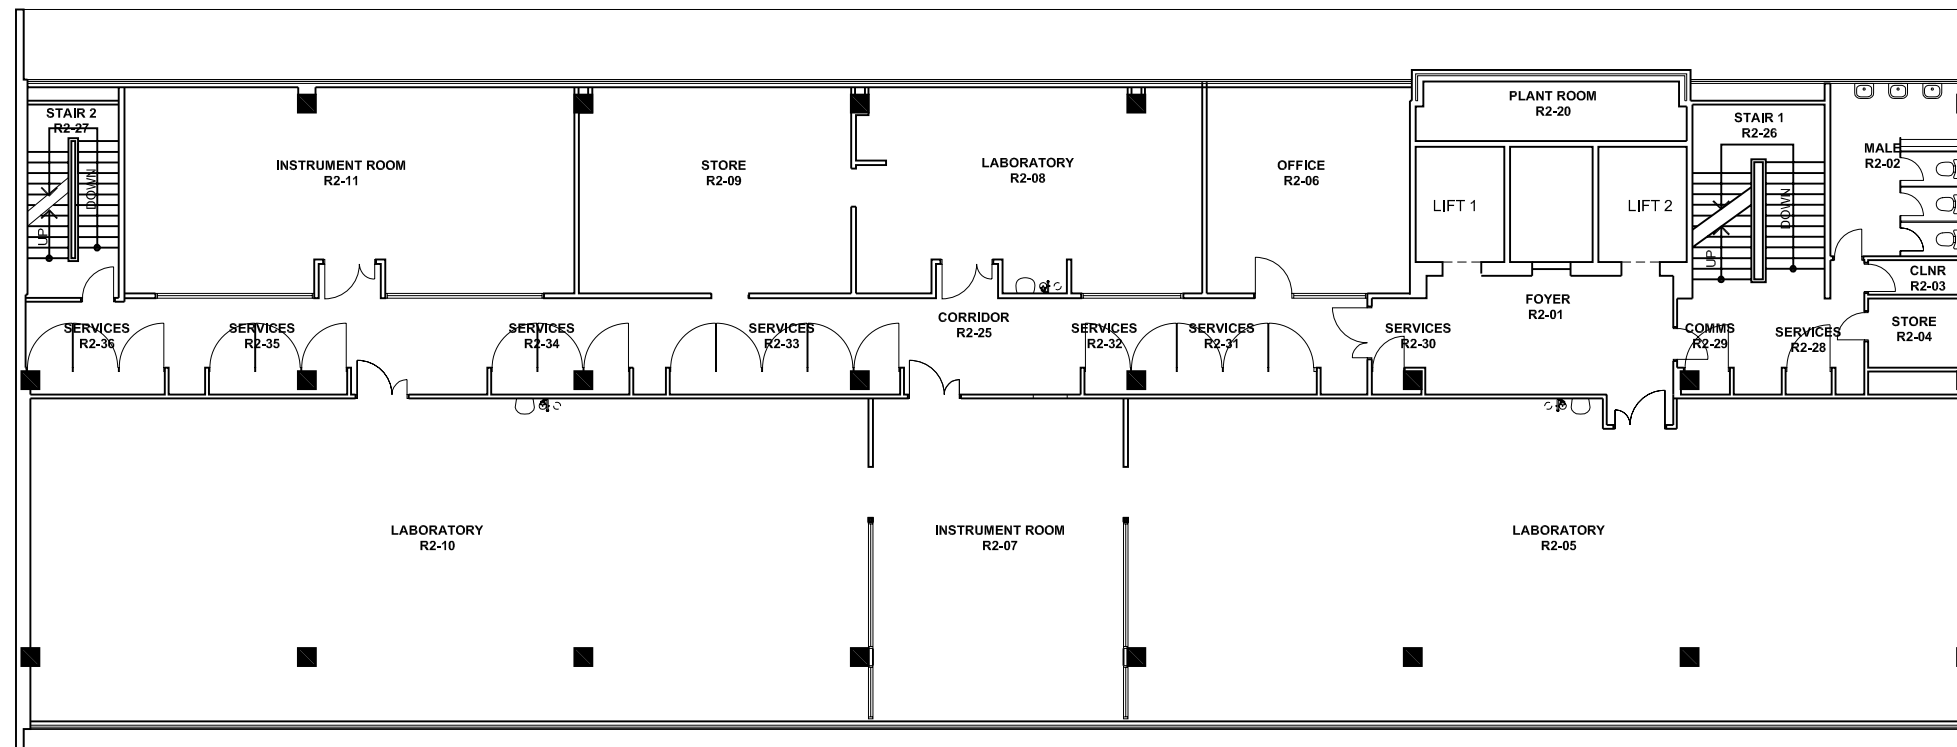 STAIR 2
R2-27
DOWN
UP
INSTRUMENT ROOM
R2-11
STORE
R2-09
LABORATORY
R2-08
OFFICE
R2-06
PLANT ROOM
R2-20
LIFT 1
LIFT 2
STAIR 1
R2-26
DOWN
UP
MALE
R2-02
CLNR
R2-03
STORE
R2-04
FOYER
R2-01
SERVICES
R2-36
SERVICES
R2-35
SERVICES
R2-34
SERVICES
R2-33
CORRIDOR
R2-25
SERVICES
R2-32
SERVICES
R2-31
SERVICES
R2-30
COMMS
R2-29
SERVICES
R2-28
LABORATORY
R2-10
INSTRUMENT ROOM
R2-07
LABORATORY
R2-05